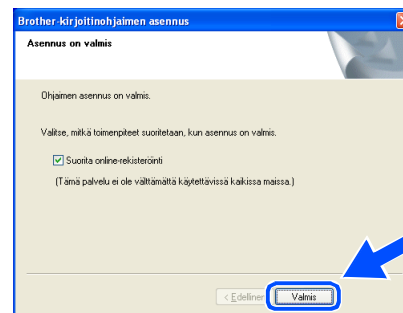 Brother-kirjoitinohjaimen asennus
Asennus on valmis
Ohjaimen asennus on valmis.
Valitse, mitkä toimenpiteet suoritetaan, kun asennus on valmis.
Suorita online-rekisteröinti
(Tämä palvelu ei ole välttämättä käytettävissä kaikissa maissa.)
< Edellinen Valmis